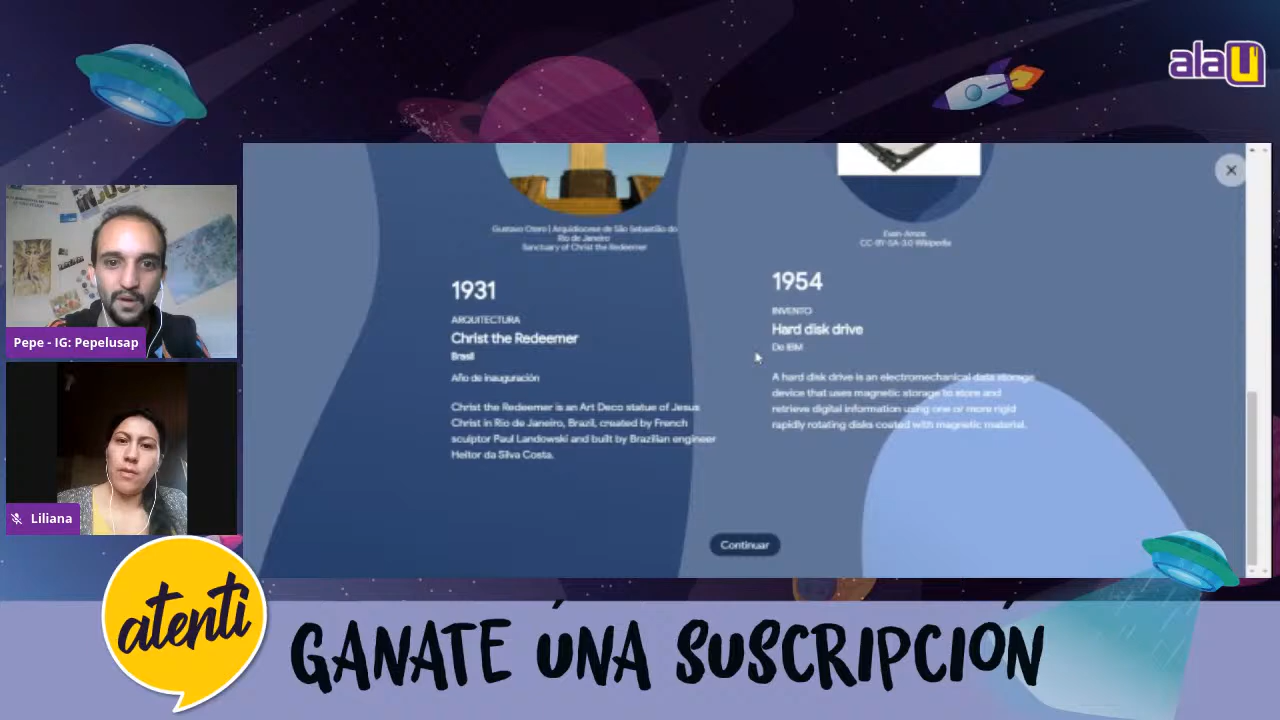 alaU
Gustavo Otero | Arquidiocese de São Sebastião do
Rio de Janeiro
Sanctuary of Christ the Redeemer
1931
ARQUITECTURA
Christ the Redeemer
Brasil
Año de inauguración
Christ the Redeemer is an Art Deco statue of Jesus
Christ in Rio de Janeiro, Brazil, created by French
sculptor Paul Landowski and built by Brazilian engineer
Heitor da Silva Costa.
Evan-Amos
CC-BY-SA-3.0 Wikipedia
1954
INVENTO
Hard disk drive
De IBM
A hard disk drive is an electromechanical data storage
device that uses magnetic storage to store and
retrieve digital information using one or more rigid
rapidly rotating disks coated with magnetic material.
Continuar
Pepe - IG: Pepelusap
Liliana
atenti
GANATE ÚNA SUSCRIPCIÓN